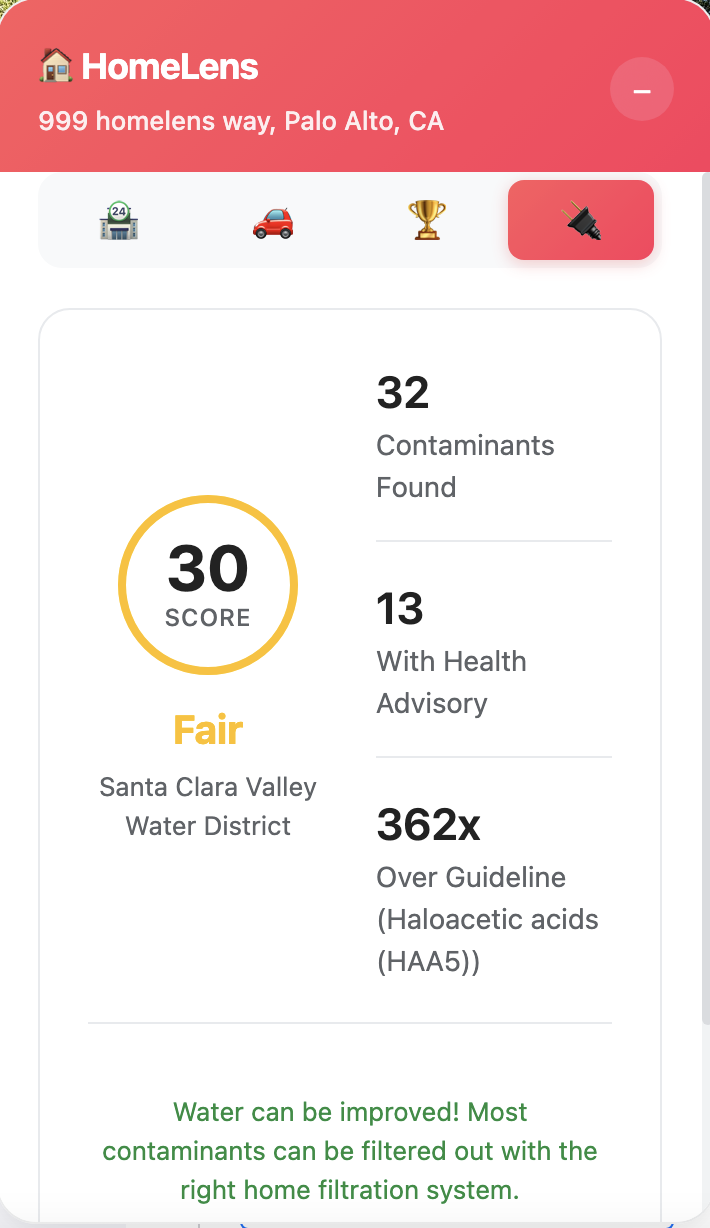 HomeLens
999 homelens way, Palo Alto, CA
24
30
SCORE
Fair
Santa Clara Valley
Water District
32
Contaminants
Found
13
With Health
Advisory
362x
Over Guideline
(Haloacetic acids
(HAA5))
Water can be improved! Most
contaminants can be filtered out with the
right home filtration system.